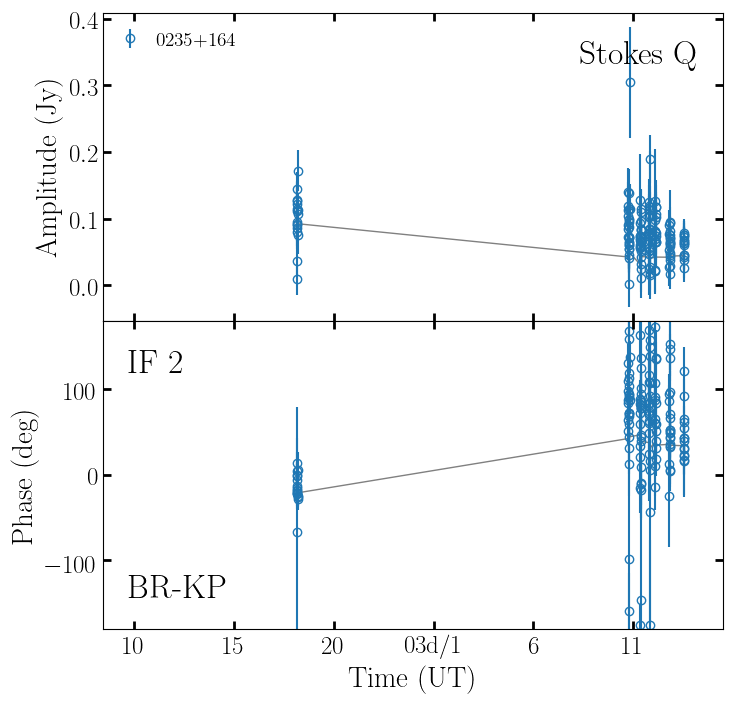 0235+164
Stokes Q
0.4
0.3
0.2
0.1
0.0
Amplitude (Jy)
IF 2
100
0
−100
Phase (deg)
BR-KP
10 15 20 03d/1 6 11
Time (UT)